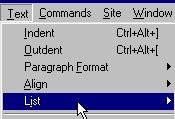 Text Commands Site Window
Indent Ctrl+Alt+]
Outdent Ctrl+Alt+[
Paragraph Format
Align
List